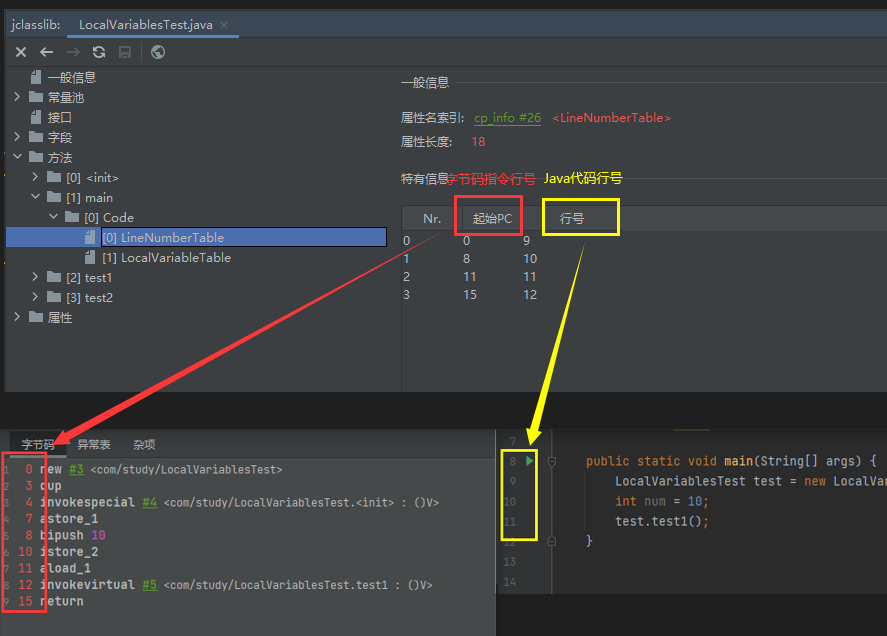 jclasslib: LocalVariablesTest.java ×
一般信息
常量池
接口
字段
方法
[0] <init>
[1] main
[0] Code
[0] LineNumberTable
[1] LocalVariableTable
[2] test1
[3] test2
属性
一般信息
属性名索引: cp_info #26 <LineNumberTable>
属性长度: 18
特有信息 字节码指令行号 Java代码行号
Nr. 起始PC 行号
0 0 9
1 8 10
2 11 11
3 15 12
字节码 异常表 杂项
1 0 new #3 <com/study/LocalVariablesTest>
2 3 dup
3 4 invokespecial #4 <com/study/LocalVariablesTest.<init> : ()V>
4 7 astore_1
5 8 bipush 10
6 10 istore_2
7 11 aload_1
8 12 invokevirtual #5 <com/study/LocalVariablesTest.test1 : ()V>
9 15 return
7
8 public static void main(String[] args) {
9 LocalVariablesTest test = new LocalVar
10 int num = 10;
11 test.test1();
12 }
13
14